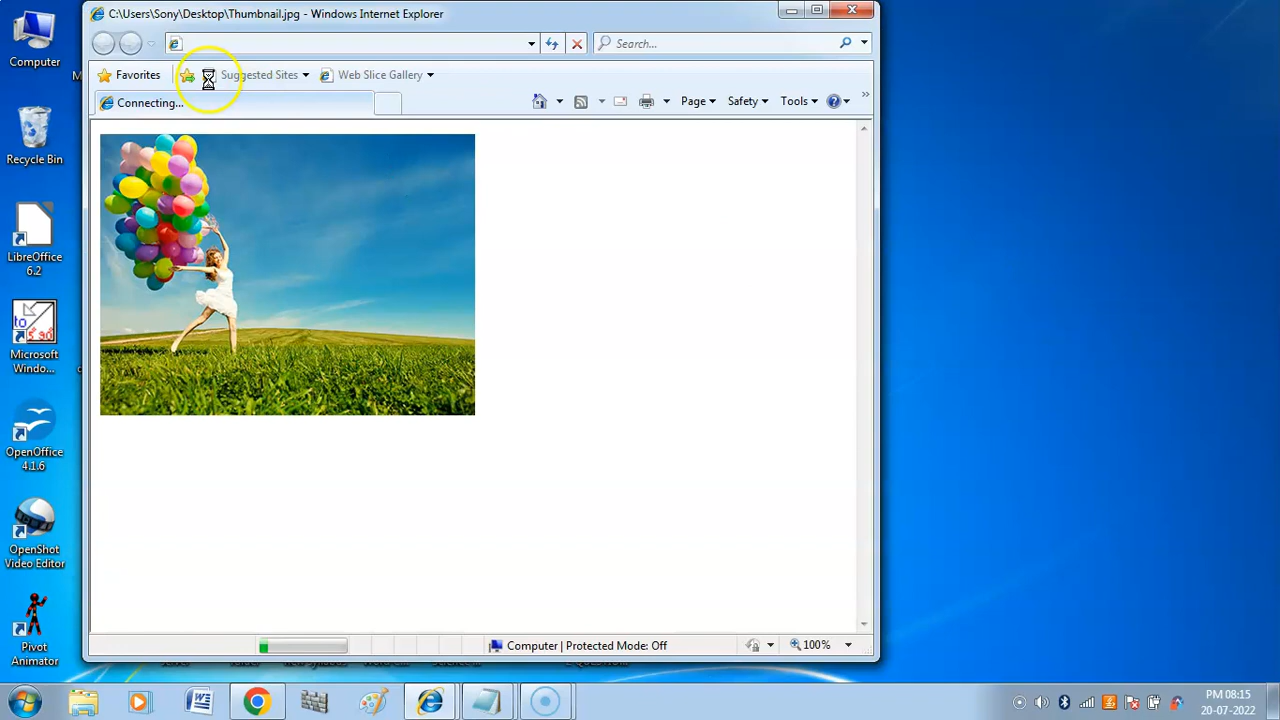 C:\Users\Sony\Desktop\Thumbnail.jpg - Windows Internet Explorer
Search...
Favorites
Suggested Sites
Web Slice Gallery
Connecting...
Page
Safety
Tools
Computer
Recycle Bin
LibreOffice
6.2
to
Microsoft
Windo...
OpenOffice
4.1.6
OpenShot
Video Editor
Pivot
Animator
Computer | Protected Mode: Off
100%
PM 08:15
20-07-2022